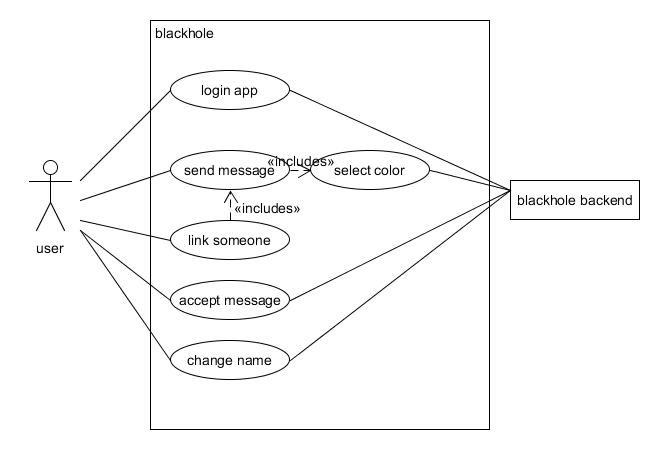 blackhole
login app
send message
«includes»
select color
blackhole backend
«includes»
link someone
user
accept message
change name